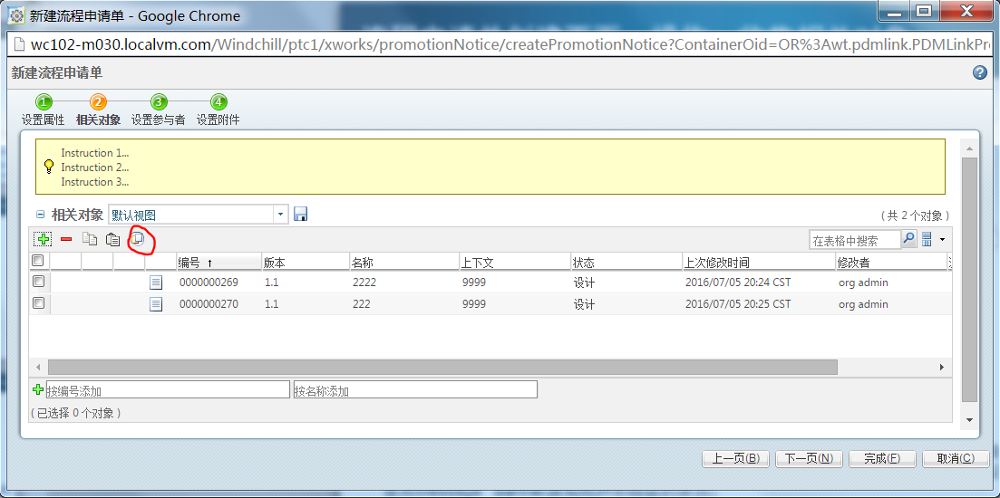 新建流程申请单 - Google Chrome
wc102-m030.localvm.com/Windchill/ptc1/xworks/promotionNotice/createPromotionNotice?ContainerOid=OR%3Awt.pdmlink.PDMLinkPro
新建流程申请单
1 2 3 4
设置属性 相关对象 设置参与者 设置附件
Instruction 1...
Instruction 2...
Instruction 3...
相关对象 默认视图 (共 2 个对象)
在表格中搜索
编号 ↑ 版本 名称 上下文 状态 上次修改时间 修改者
0000000269 1.1 2222 9999 设计 2016/07/05 20:24 CST org admin
0000000270 1.1 222 9999 设计 2016/07/05 20:25 CST org admin
按编号添加 按名称添加
(已选择 0 个对象)
上一页(B) 下一页(N) 完成(F) 取消(C)